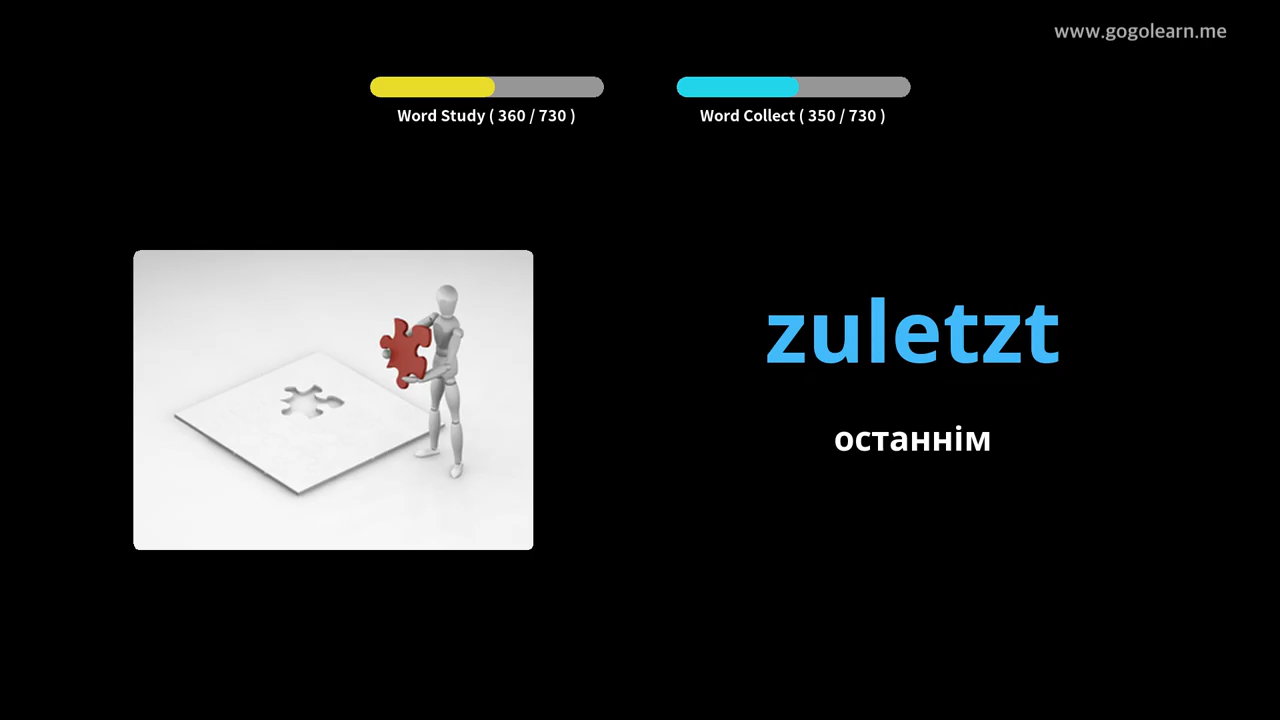 www.gogolearn.me
Word Study ( 360 / 730 )
Word Collect ( 350 / 730 )
zuletzt
останнім